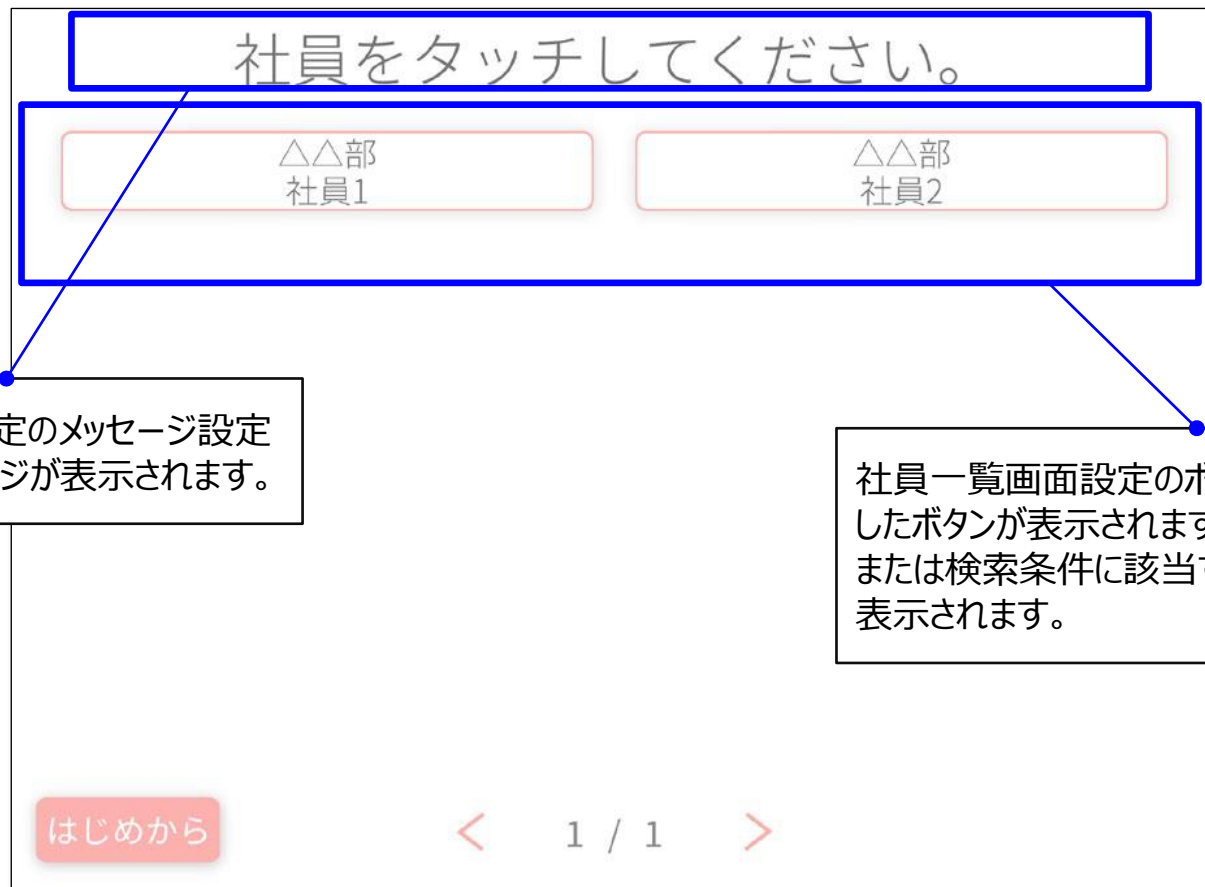 社員をタッチしてください。
△△部
社員1
△△部
社員2
定のメッセージ設定
ジが表示されます。
社員一覧画面設定のボ
したボタンが表示されます
または検索条件に該当す
表示されます。
はじめから
< 1 / 1 >